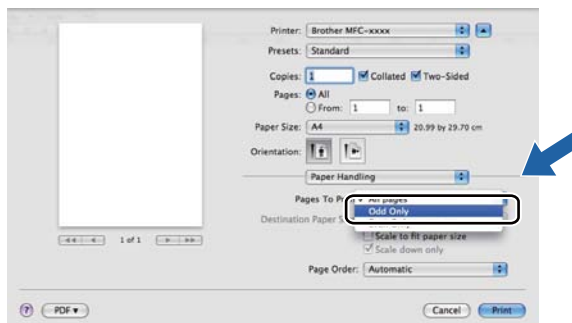 Printer: Brother MFC-xxxx
Presets: Standard
Copies: 1 Collated Two-Sided
Pages: All
From: 1 to: 1
Paper Size: A4 20.99 by 29.70 cm
Orientation:
Paper Handling
Pages To Pri All pages
Odd Only
Destination Paper S
Scale to fit paper size
1 of 1
Scale down only
Page Order: Automatic
? PDF Cancel Print